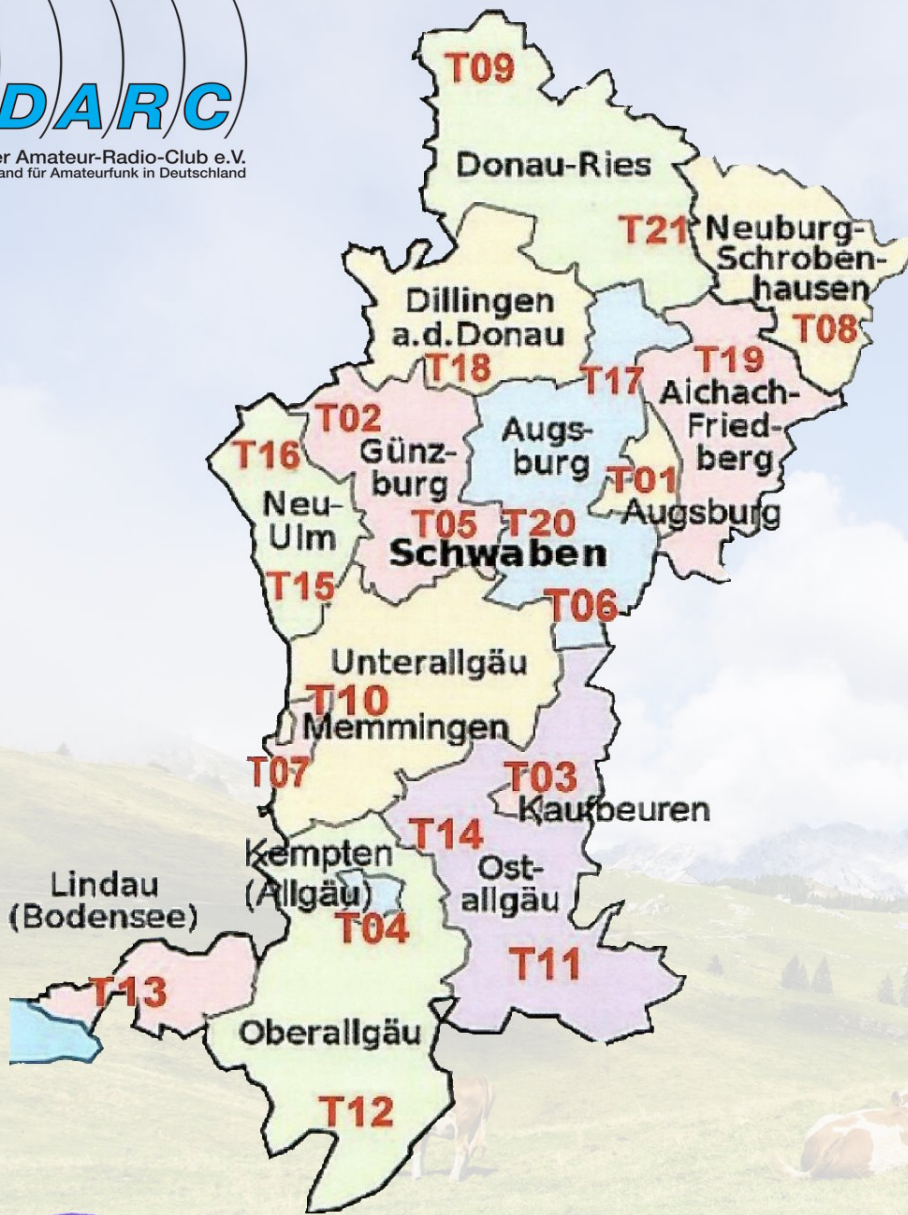 DARC
er Amateur-Radio-Club e.V.
and für Amateurfunk in Deutschland
T09
Donau-Ries
T21
Neuburg-
Schroben-
hausen
T08
Dillingen
a.d.Donau
T18
T17
T19
Aichach-
Fried-
berg
T02
Günz-
burg
T05
Augs-
burg
T01
Augsburg
T16
Neu-
Ulm
T15
T20
Schwaben
T06
Unterallgäu
T10
Memmingen
T07
T03
Kaufbeuren
T14
Ost-
allgäu
T11
Kempten
(Allgäu)
T04
Lindau
(Bodensee)
T13
Oberallgäu
T12